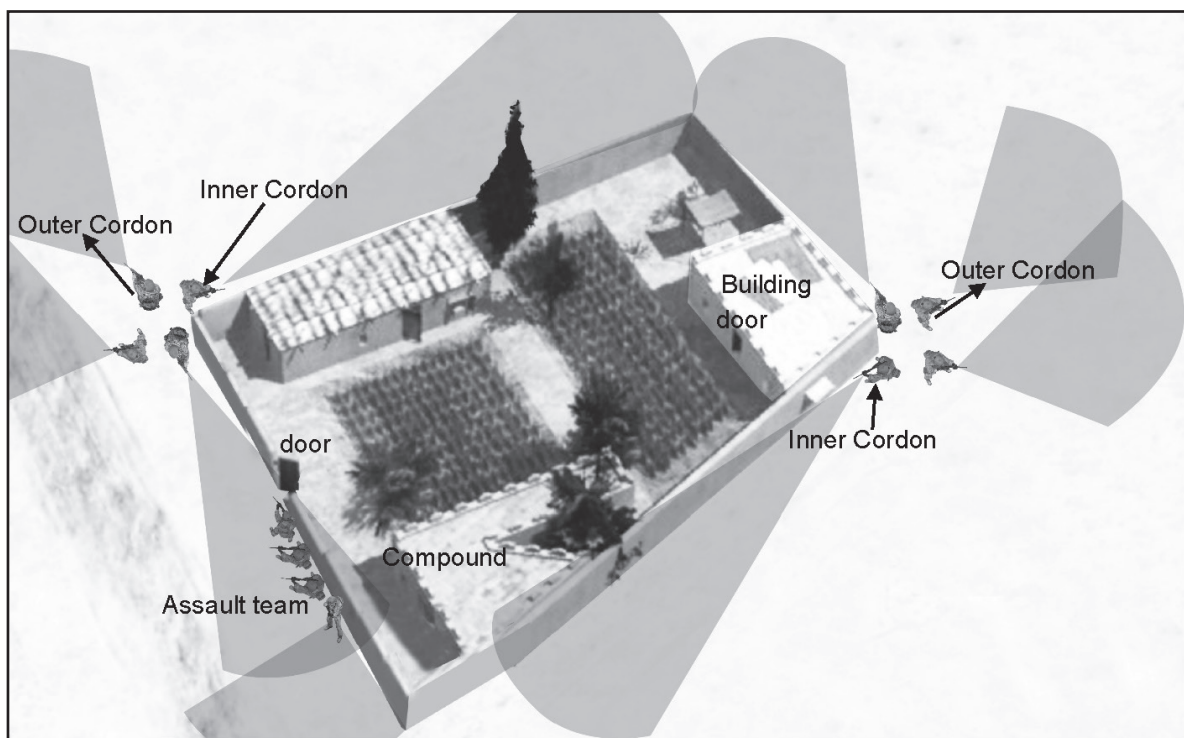 Inner Cordon
Outer Cordon
Building
door
Outer Cordon
Inner Cordon
door
Compound
Assault team